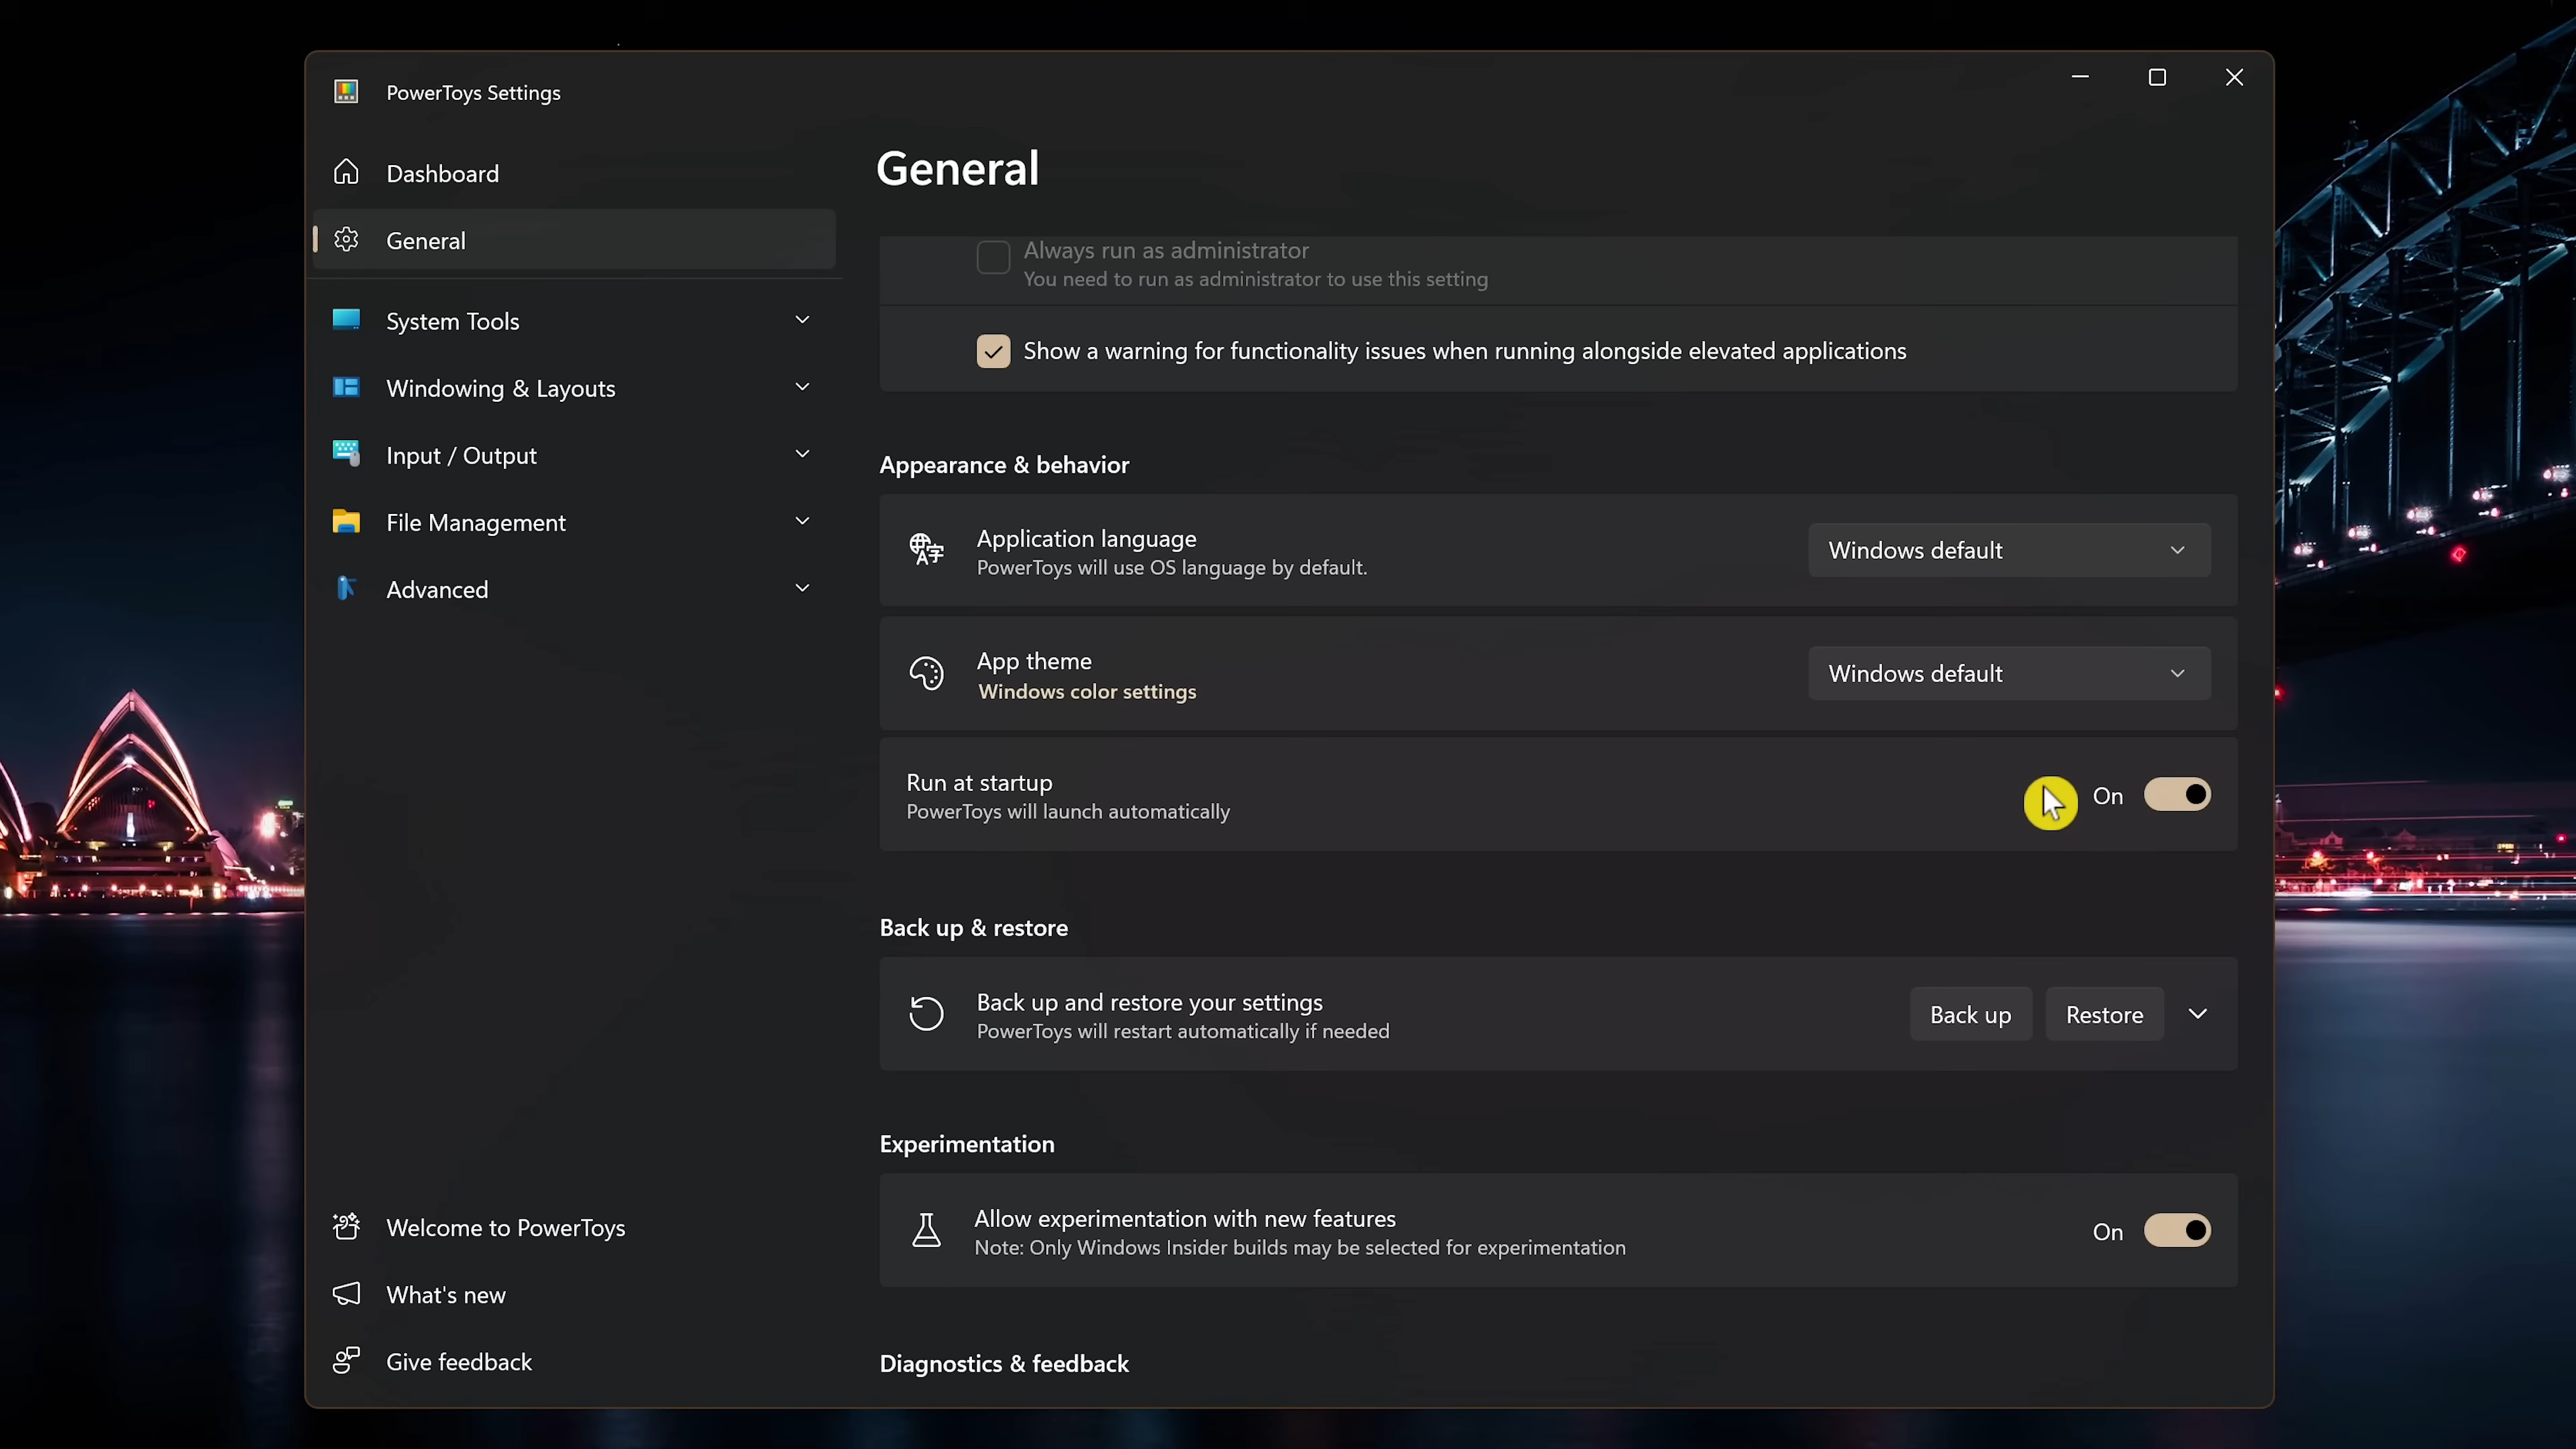 PowerToys Settings
Dashboard
General
System Tools
Windowing & Layouts
Input / Output
File Management
Advanced
Welcome to PowerToys
What's new
Give feedback
General
Always run as administrator
You need to run as administrator to use this setting
Show a warning for functionality issues when running alongside elevated applications
Appearance & behavior
Application language
PowerToys will use OS language by default.
Windows default
App theme
Windows color settings
Windows default
Run at startup
PowerToys will launch automatically
On
Back up & restore
Back up and restore your settings
PowerToys will restart automatically if needed
Back up
Restore
Experimentation
Allow experimentation with new features
Note: Only Windows Insider builds may be selected for experimentation
On
Diagnostics & feedback